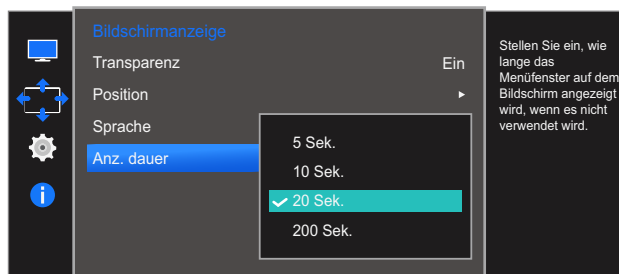 Bildschirmanzeige
Transparenz Ein
Position
Sprache
Anz. dauer
5 Sek.
10 Sek.
20 Sek.
200 Sek.
Stellen Sie ein, wie
lange das
Menüfenster auf dem
Bildschirm angezeigt
wird, wenn es nicht
verwendet wird.